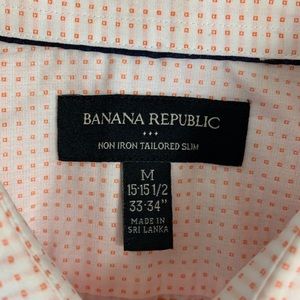 BANANA REPUBLIC
NON IRON TAILORED SLIM
M
15-15 1/2
33-34"
MADE IN
SRI LANKA